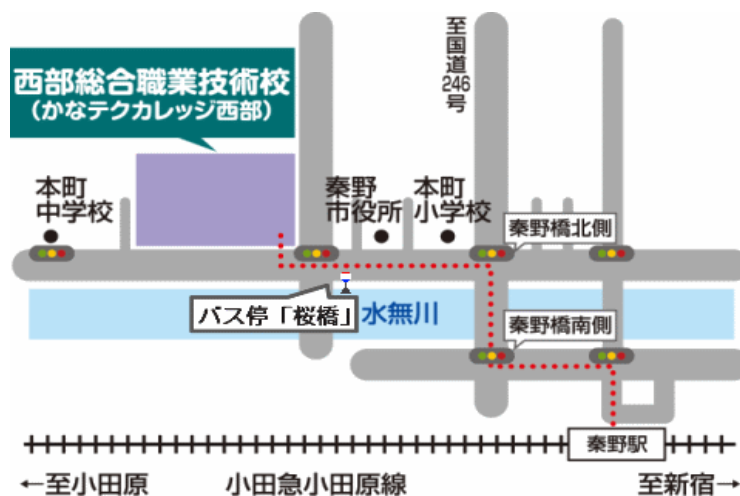 西部総合職業技術校
（かなテクカレッジ西部）
至国道246号
本町
中学校
秦野
市役所
本町
小学校
秦野橋北側
バス停「桜橋」
水無川
秦野橋南側
秦野駅
←至小田原
小田急小田原線
至新宿→